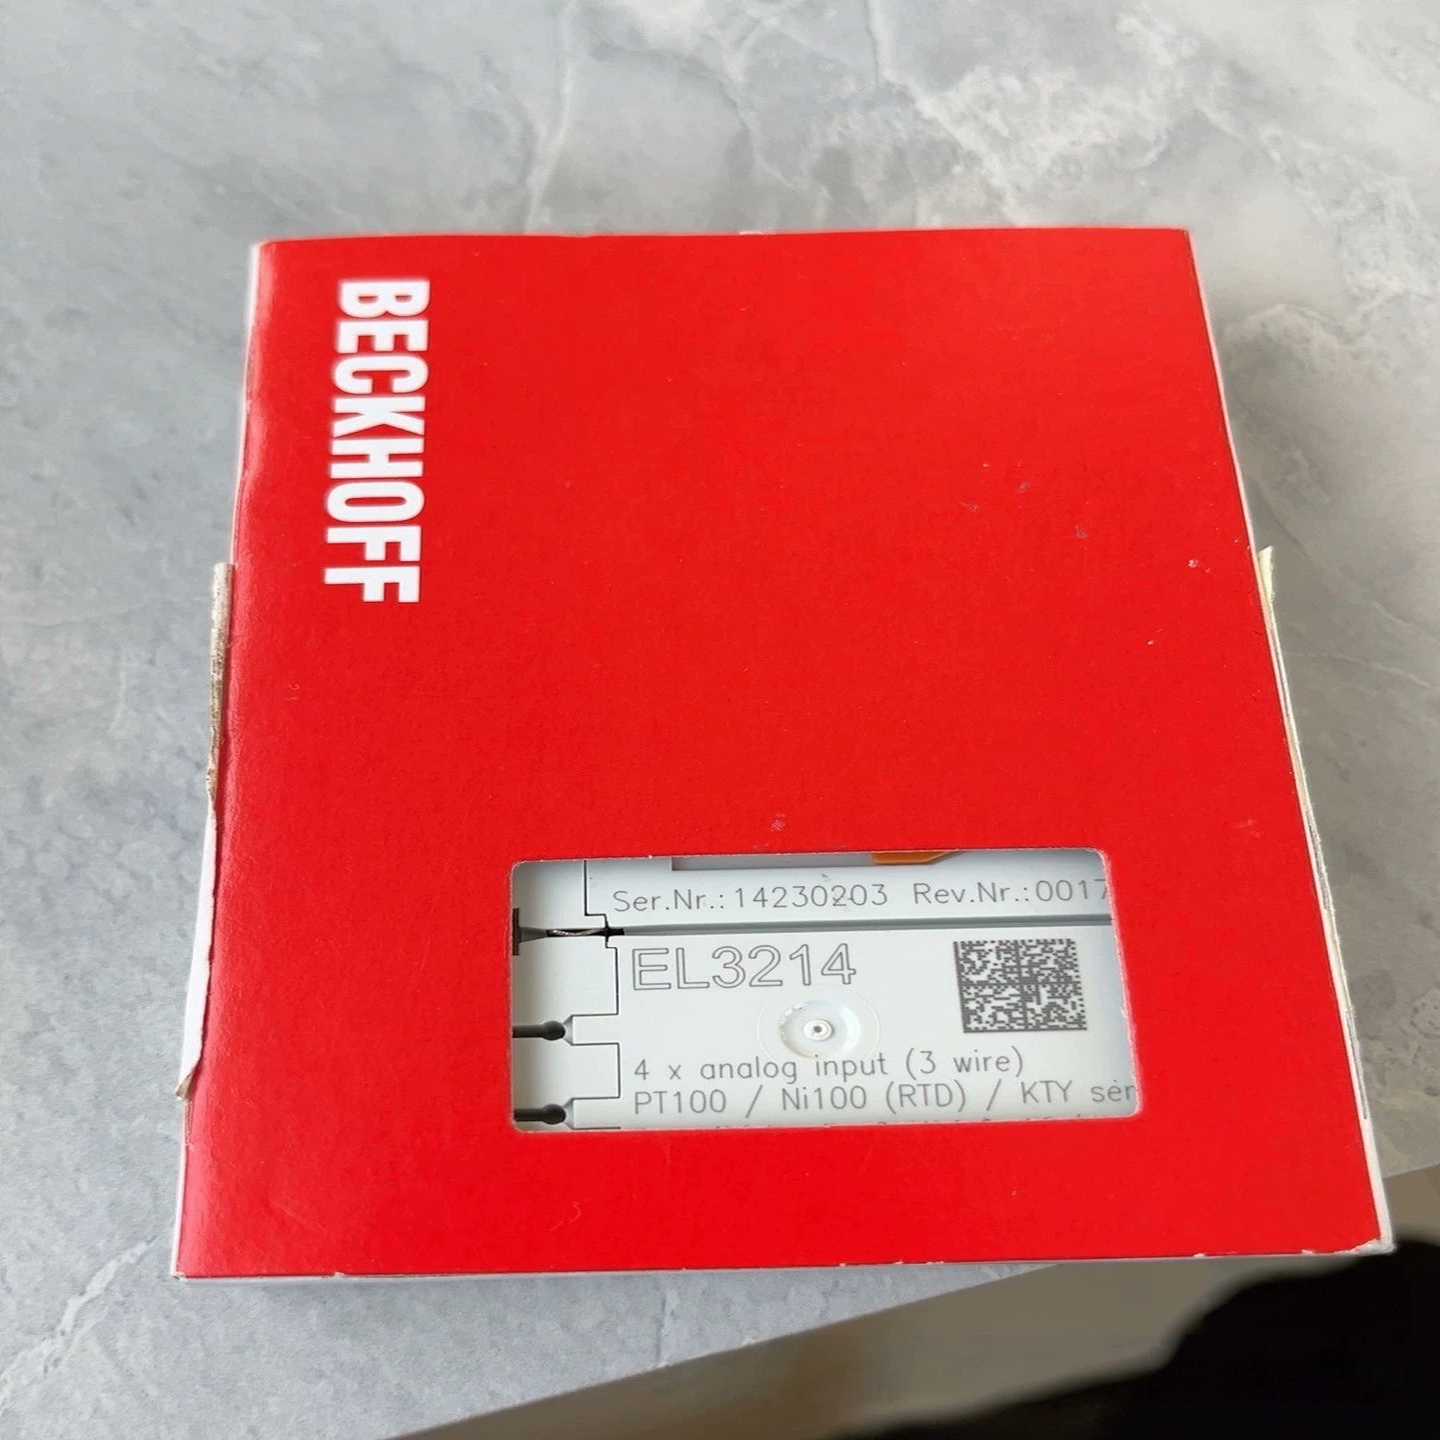 BECKHOFF
Ser.Nr.: 14230203 Rev.Nr.: 0017
EL3214
4 x analog input (3 wire)
PT100 / Ni100 (RTD) / KTY